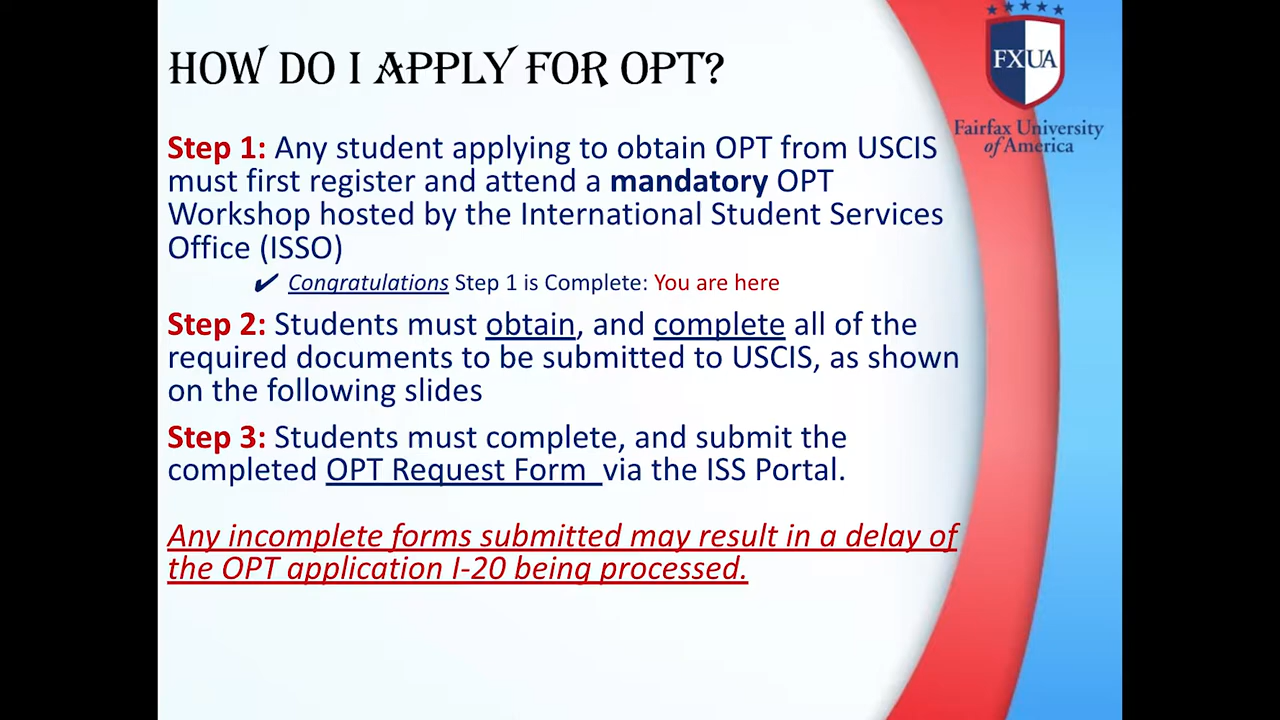 HOW DO I APPLY FOR OPT?
FXUA
Fairfax University
of America
Step 1: Any student applying to obtain OPT from USCIS
must first register and attend a mandatory OPT
Workshop hosted by the International Student Services
Office (ISSO)
✔ Congratulations Step 1 is Complete: You are here
Step 2: Students must obtain, and complete all of the
required documents to be submitted to USCIS, as shown
on the following slides
Step 3: Students must complete, and submit the
completed OPT Request Form via the ISS Portal.
Any incomplete forms submitted may result in a delay of
the OPT application I-20 being processed.